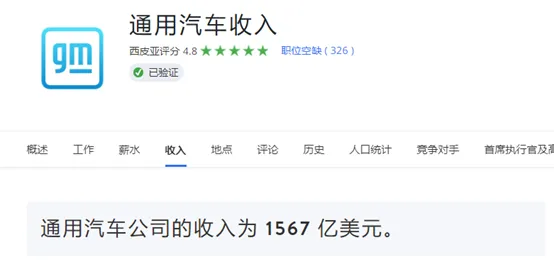 gm
通用汽车收入
西皮亚评分 4.8 ★★★★★ 职位空缺 ( 326 )
已验证
概述 工作 薪水 收入 地点 评论 历史 人口统计 竞争对手 首席执行官及
通用汽车公司的收入为 1567 亿美元。